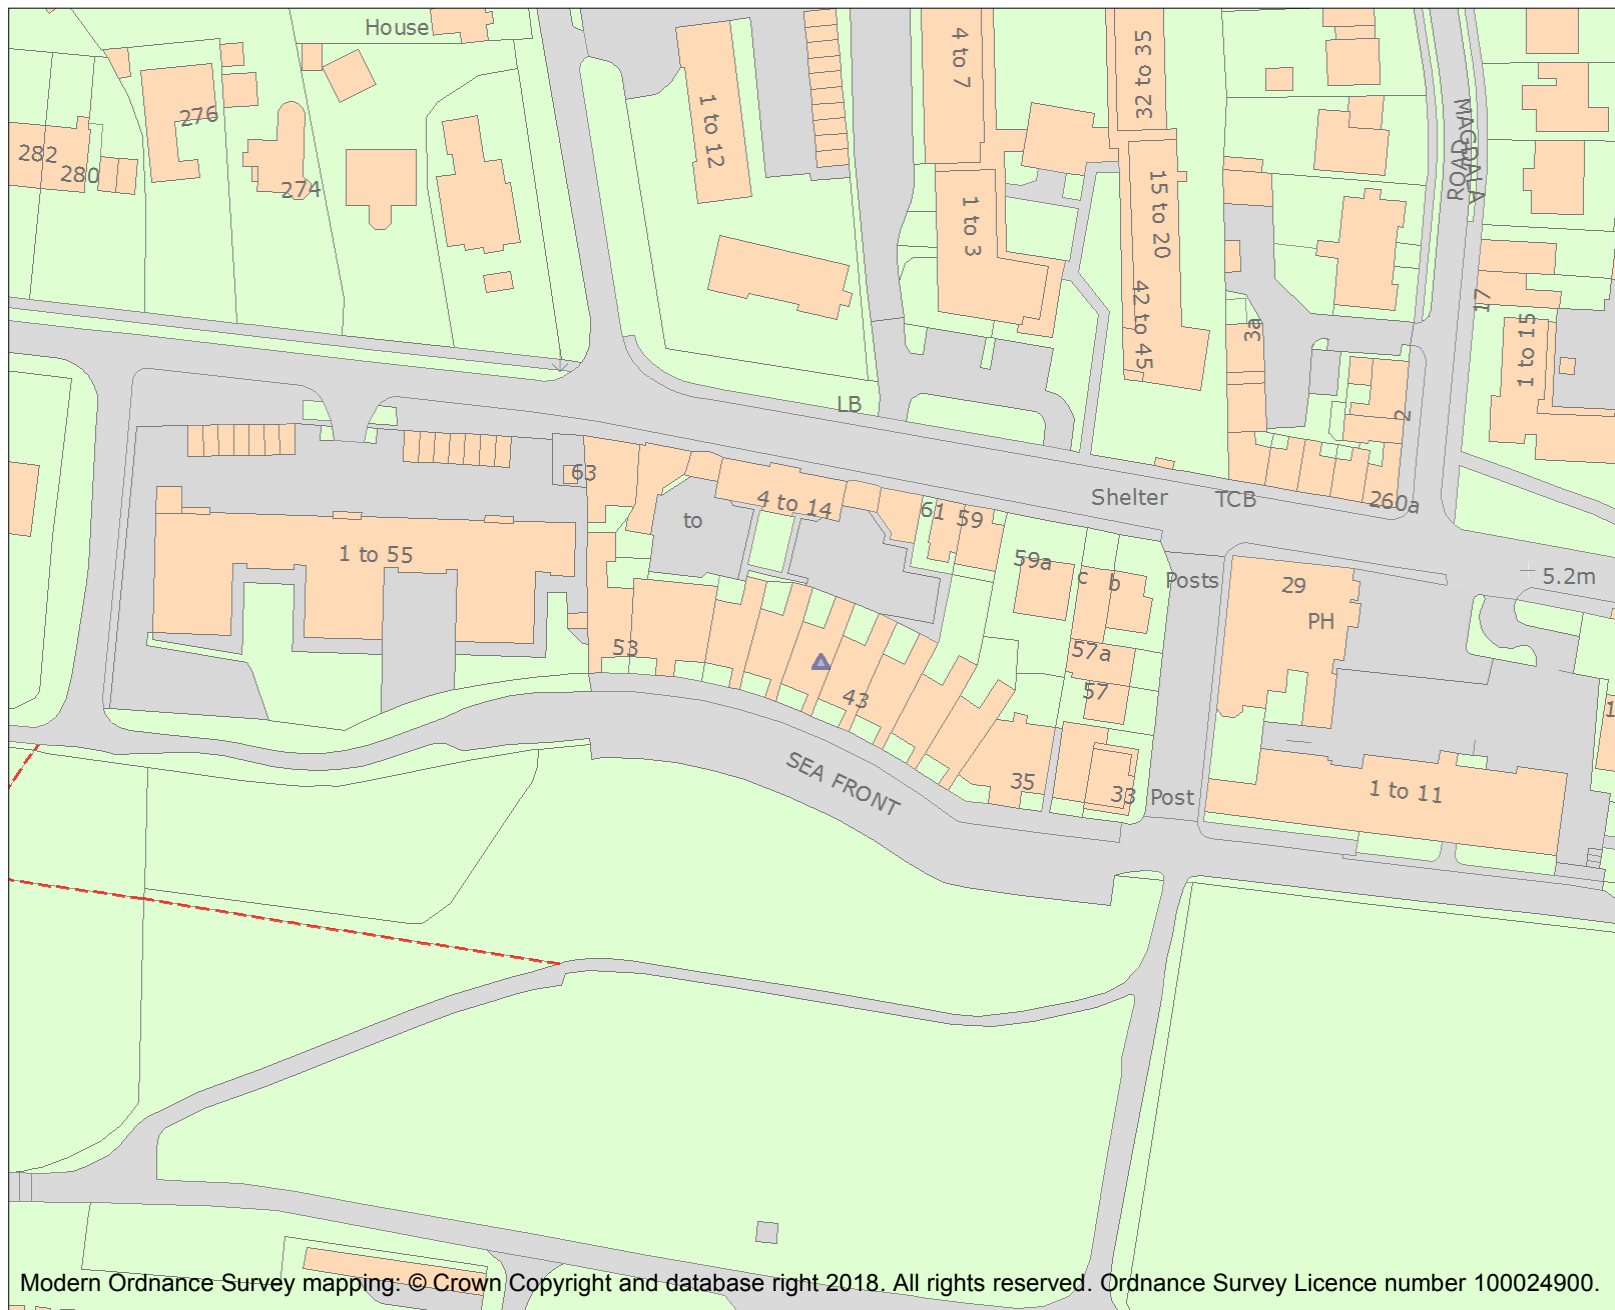 House
4 to 7
32 to 35
1 to 12
276
282
280
274
MAGDALA
ROAD
15 to 20
1 to 3
42 to 45
17
3a
1 to 15
2
LB
63
4 to 14
to
61
59
Shelter
TCB
260a
1 to 55
59a
c
b
Posts
29
5.2m
PH
53
57a
57
43
SEA FRONT
35
33
Post
1 to 11
1
Modern Ordnance Survey mapping: © Crown Copyright and database right 2018. All rights reserved. Ordnance Survey Licence number 100024900.